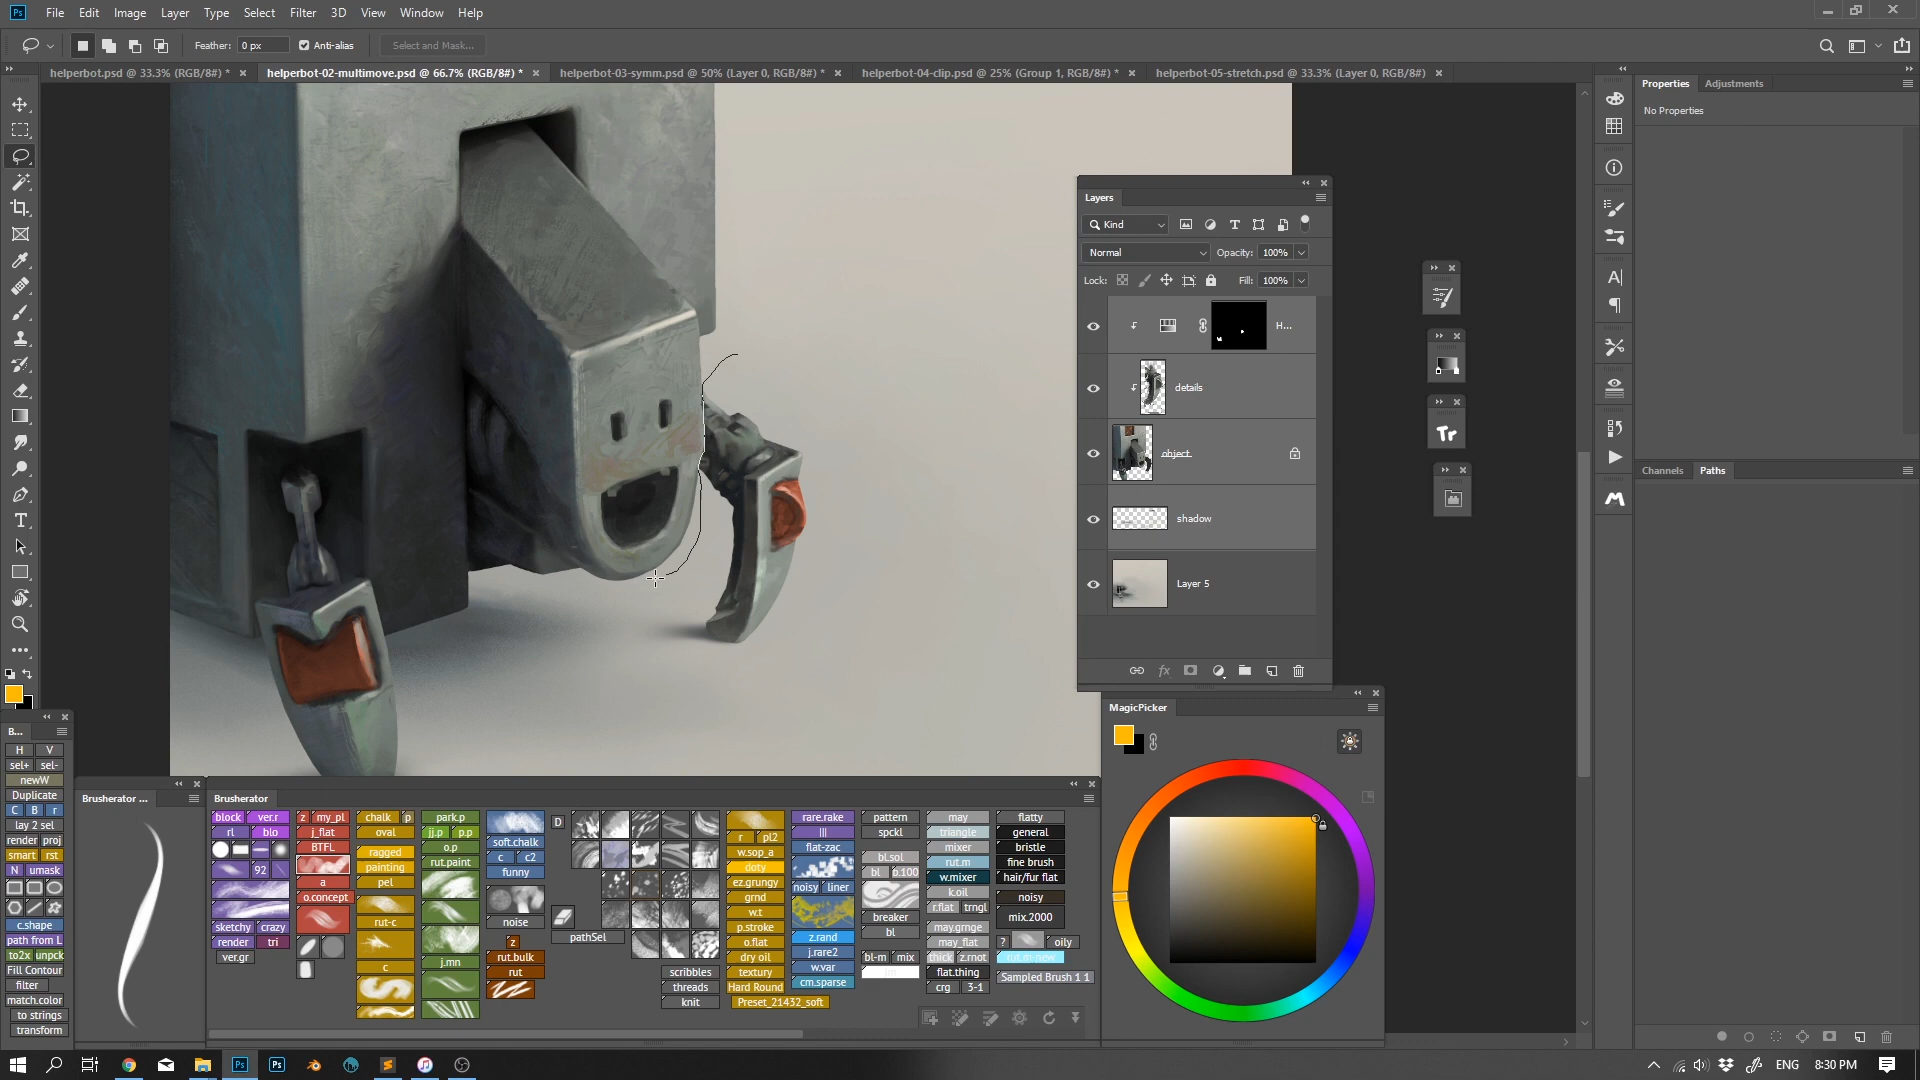 Ps File Edit Image Layer Type Select Filter 3D View Window Help
Feather: 0 px Anti-alias Select and Mask...
helperbot.psd @ 33.3% (RGB/8#) * helperbot-02-multimove.psd @ 66.7% (RGB/8#) * helperbot-03-symm.psd @ 50% (Layer 0, RGB/8#) * helperbot-04-clip.psd @ 25% (Group 1, RGB/8#) * helperbot-05-stretch.psd @ 33.3% (Layer 0, RGB/8#)
Properties Adjustments
No Properties
Channels Paths
Layers
Kind
Normal Opacity: 100%
Lock: Fill: 100%
H...
details
object
shadow
Layer 5
MagicPicker
B...
H V
sel+ sel-
newW
Duplicate
C B r
lay 2 sel
render proj
smart rst
N umask
c.shape
path from L
to2x unpck
Fill Contour
filter
match.color
to strings
transform
Brusherator ...
Brusherator
block ver.r
rl blo
92
sketchy crazy
render tri
ver.gr
z my_pl
j_flat
BTFL
a
o.concept
chalk p
oval
ragged
painting
pel
rut-c
c
park.p
jj.p p.p
o.p
rut.paint
j.mn
soft.chalk
c c2
funny
noise
z
rut.bulk
rut
D
pathSel
scribbles
threads
knit
r pl2
w.sop_a
doty
ez.grungy
grnd
w.t
p.stroke
o.flat
dry oil
textury
Hard Round
Preset_21432_soft
rare.rake
|||
flat-zac
noisy liner
z.rand
j.rare2
w.var
cm.sparse
pattern
spckl
bl.sol
bl b.100
breaker
bl
bl-m mix
may
triangle
mixer
rut.m
w.mixer
k.oil
r.flat trngl
may.grnge
may_flat
thick z.rnot
flat.thing
crg 3-1
flatty
general
bristle
fine brush
hair/fur flat
noisy
mix.2000
? oily
rut.m-new
Sampled Brush 1 1
ENG 8:30 PM